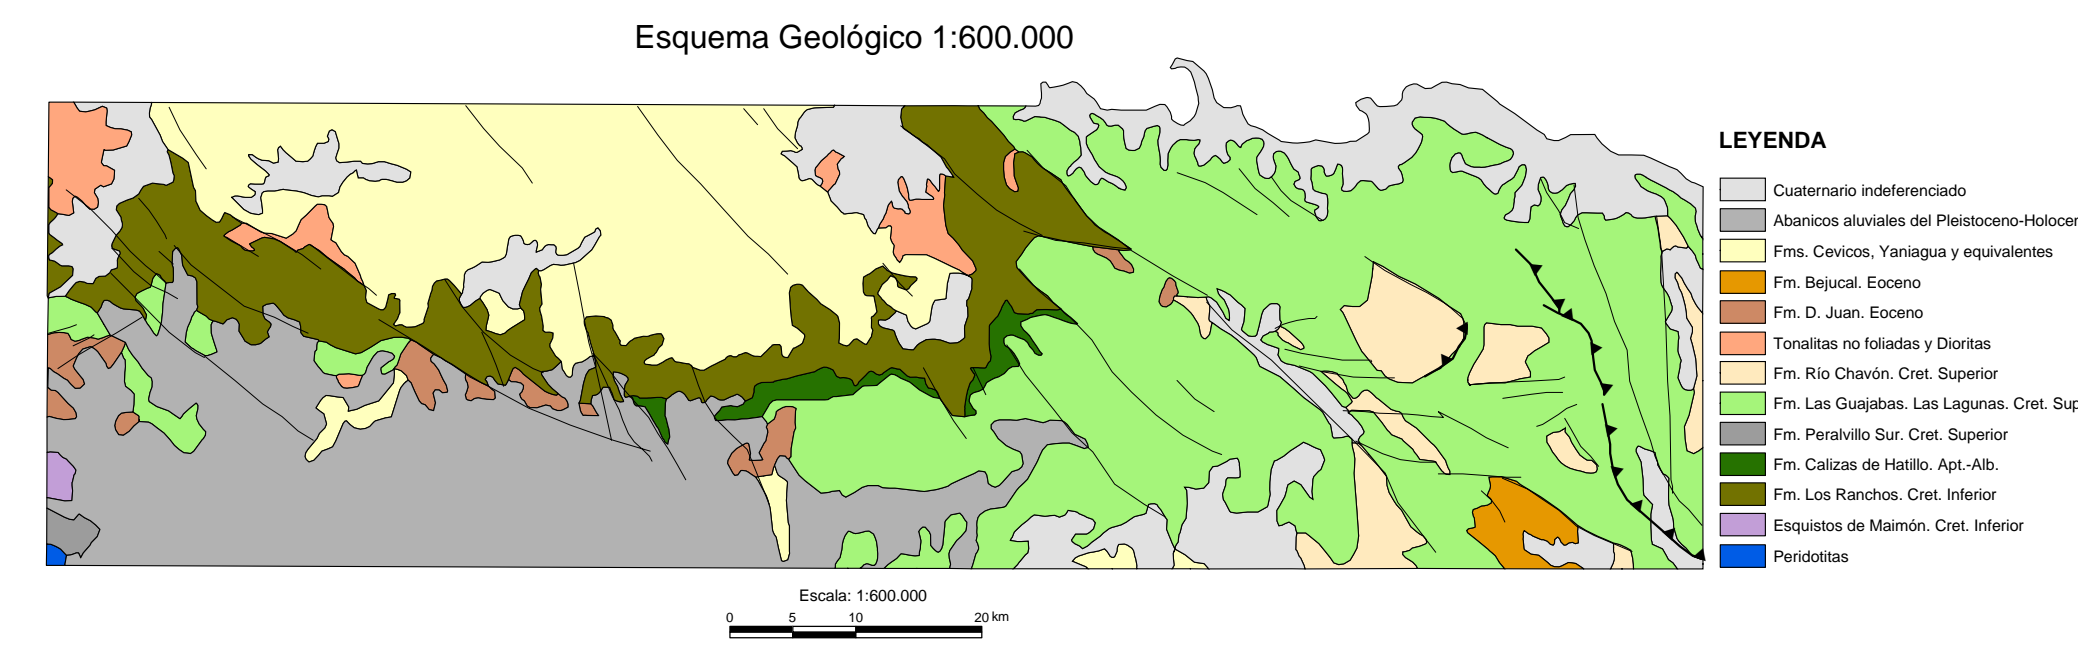 Esquema Geológico 1:600.000
LEYENDA
Cuaternario indeferenciado
Abanicos aluviales del Pleistoceno-Holocen
Fms. Cevicos, Yaniagua y equivalentes
Fm. Bejucal. Eoceno
Fm. D. Juan. Eoceno
Tonalitas no foliadas y Dioritas
Fm. Río Chavón. Cret. Superior
Fm. Las Guajabas. Las Lagunas. Cret. Sup
Fm. Peralvillo Sur. Cret. Superior
Fm. Calizas de Hatillo. Apt.-Alb.
Fm. Los Ranchos. Cret. Inferior
Esquistos de Maimón. Cret. Inferior
Peridotitas
Escala: 1:600.000
0 5 10 20 km